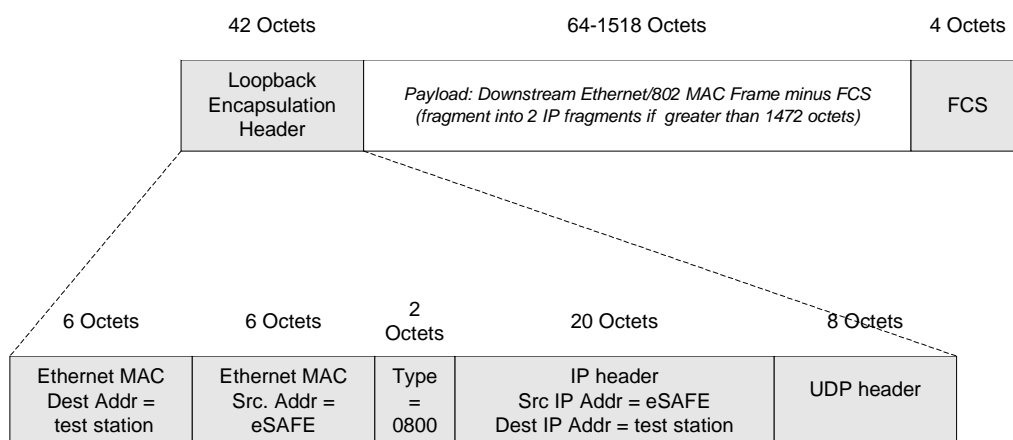 42 Octets
64-1518 Octets
4 Octets
Loopback
Encapsulation
Header
Payload: Downstream Ethernet/802 MAC Frame minus FCS
(fragment into 2 IP fragments if greater than 1472 octets)
FCS
6 Octets
6 Octets
2
Octets
20 Octets
8 Octets
Ethernet MAC
Dest Addr =
test station
Ethernet MAC
Src. Addr =
eSAFE
Type
=
0800
IP header
Src IP Addr = eSAFE
Dest IP Addr = test station
UDP header